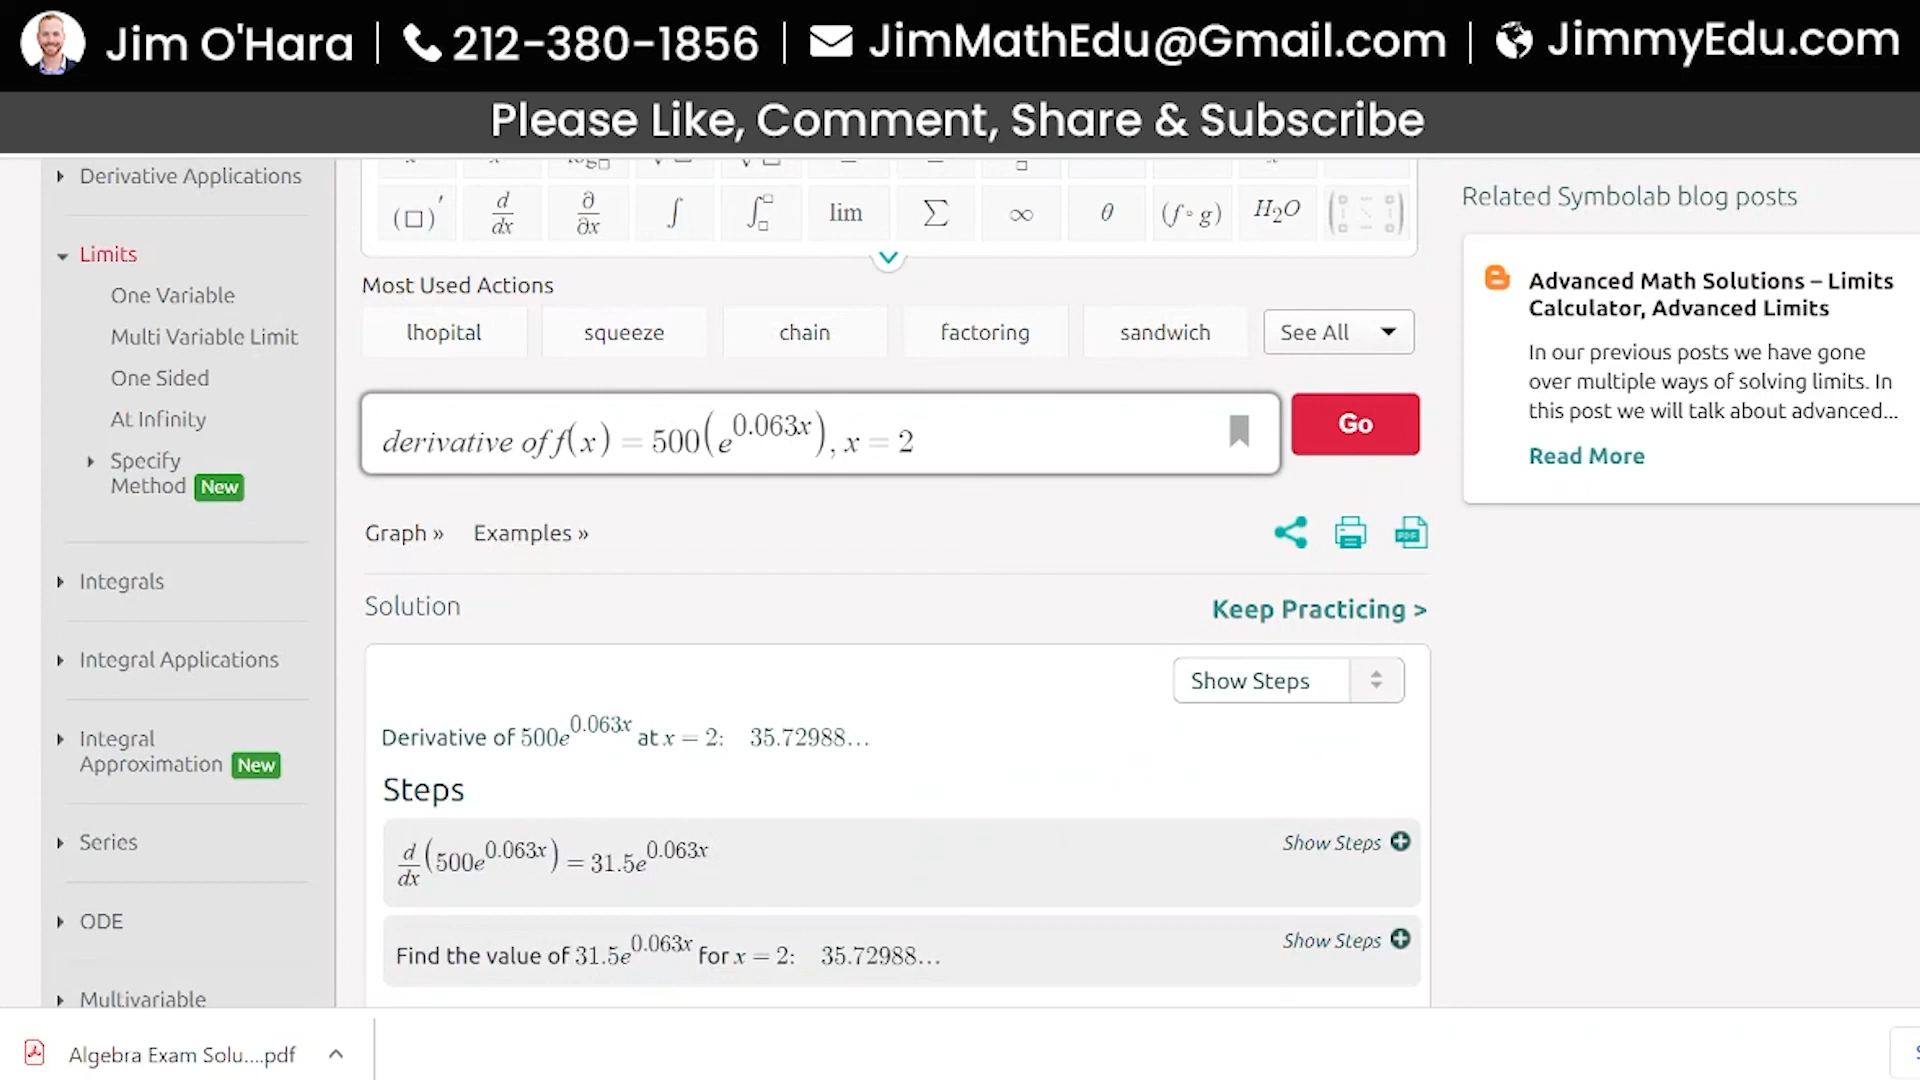 Jim O'Hara | 212-380-1856 | JimMathEdu@Gmail.com | JimmyEdu.com
Please Like, Comment, Share & Subscribe
Derivative Applications
Limits
One Variable
Multi Variable Limit
One Sided
At Infinity
Specify
Method New
Integrals
Integral Applications
Integral
Approximation New
Series
ODE
Multivariable
(□)′ d/dx ∂/∂x ∫ ∫ lim ∑ ∞ θ (f∘g) H₂O
Most Used Actions
lhopital squeeze chain factoring sandwich See All
derivative of f(x) = 500(e^0.063x), x = 2
Go
Graph » Examples »
PDF
Solution
Keep Practicing >
Show Steps
Derivative of 500e^0.063x at x = 2: 35.72988...
Steps
d/dx(500e^0.063x) = 31.5e^0.063x
Show Steps
Find the value of 31.5e^0.063x for x = 2: 35.72988...
Show Steps
Related Symbolab blog posts
Advanced Math Solutions – Limits
Calculator, Advanced Limits
In our previous posts we have gone
over multiple ways of solving limits. In
this post we will talk about advanced...
Read More
Algebra Exam Solu....pdf